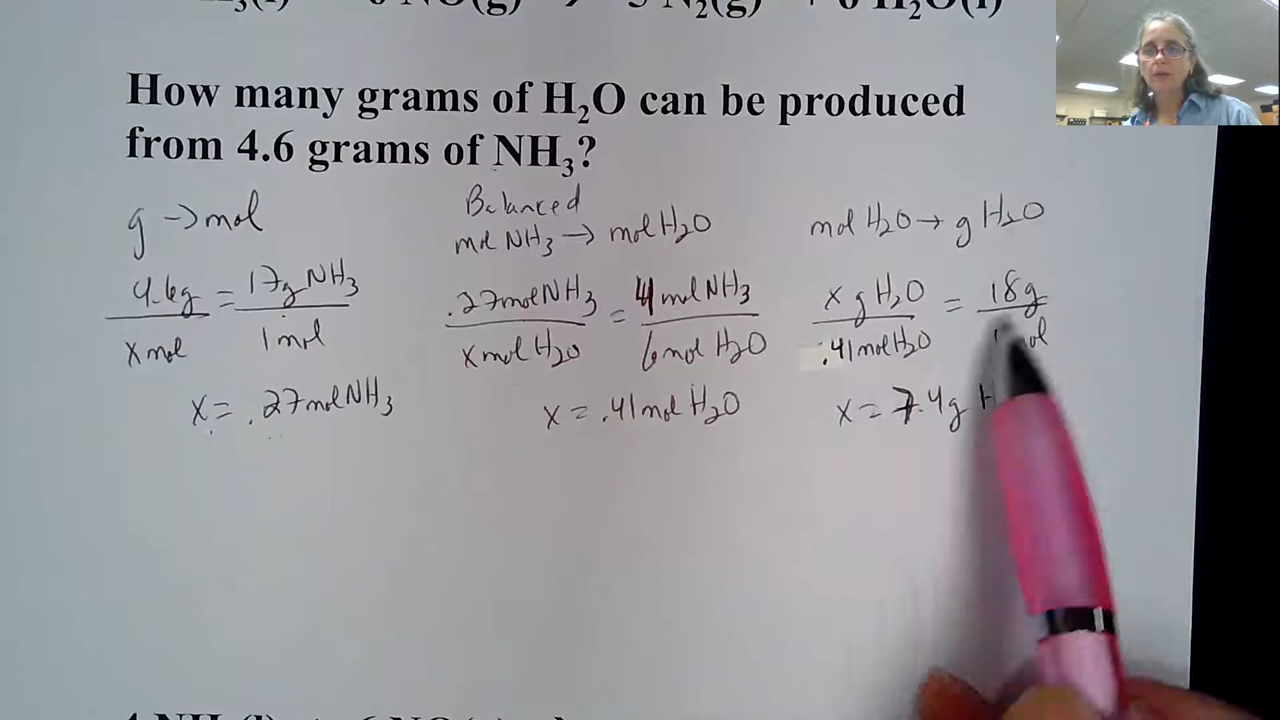 How many grams of H₂O can be produced
from 4.6 grams of NH₃?
g → mol
4.6g = 17g NH₃
x mol 1 mol
x = .27 mol NH₃
Balanced
mol NH₃ → mol H₂O
.27 mol NH₃ = 4 mol NH₃
x mol H₂O 6 mol H₂O
x = .41 mol H₂O
mol H₂O → g H₂O
x g H₂O = 18g
.41 mol H₂O
x = 7.4g H